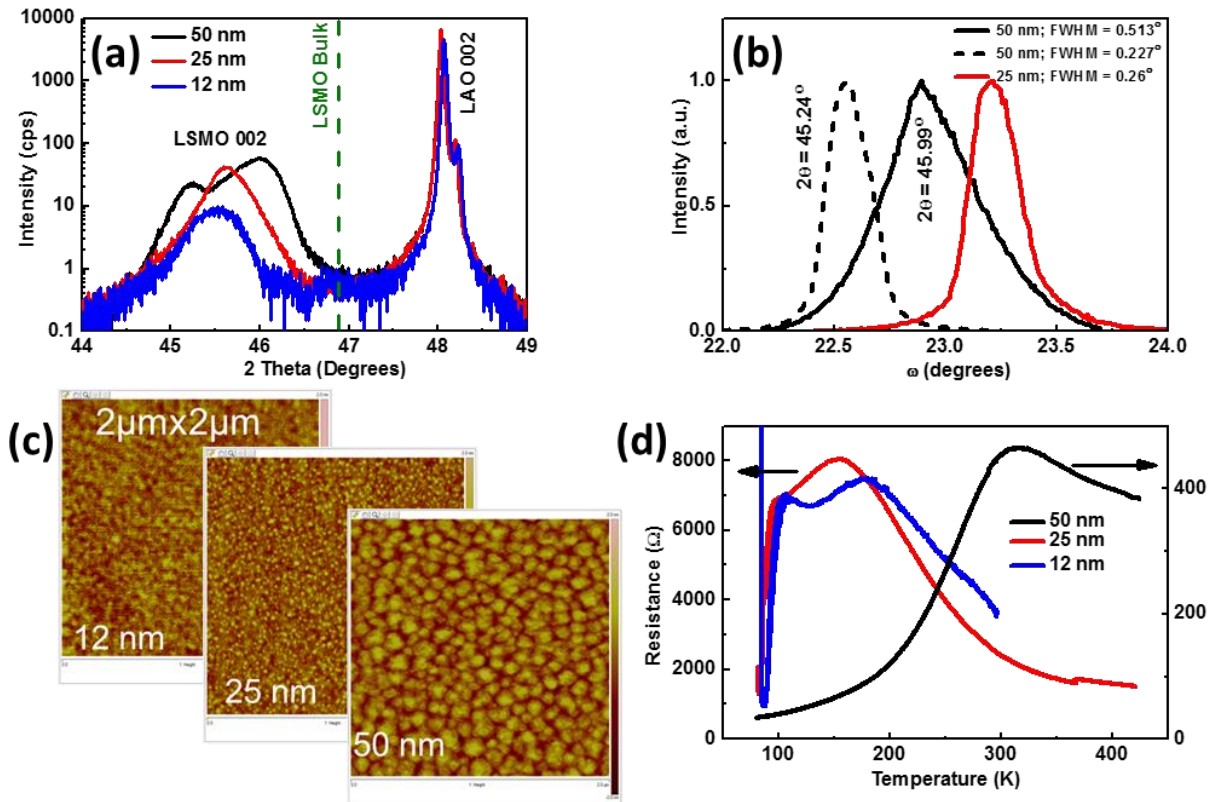 (a)
50 nm
25 nm
12 nm
LSMO 002
LSMO Bulk
LAO 002
Intensity (cps)
10000
1000
100
10
1
0.1
44 45 46 47 48 49
2 Theta (Degrees)
(b)
50 nm; FWHM = 0.513°
50 nm; FWHM = 0.227°
25 nm; FWHM = 0.26°
2θ = 45.24°
2θ = 45.99°
Intensity (a.u.)
1.0
0.5
0.0
22.0 22.5 23.0 23.5 24.0
ω (degrees)
(c)
2µmx2µm
12 nm
25 nm
50 nm
(d)
50 nm
25 nm
12 nm
Resistance (Ω)
8000
6000
4000
2000
0
400
200
0
100 200 300 400
Temperature (K)